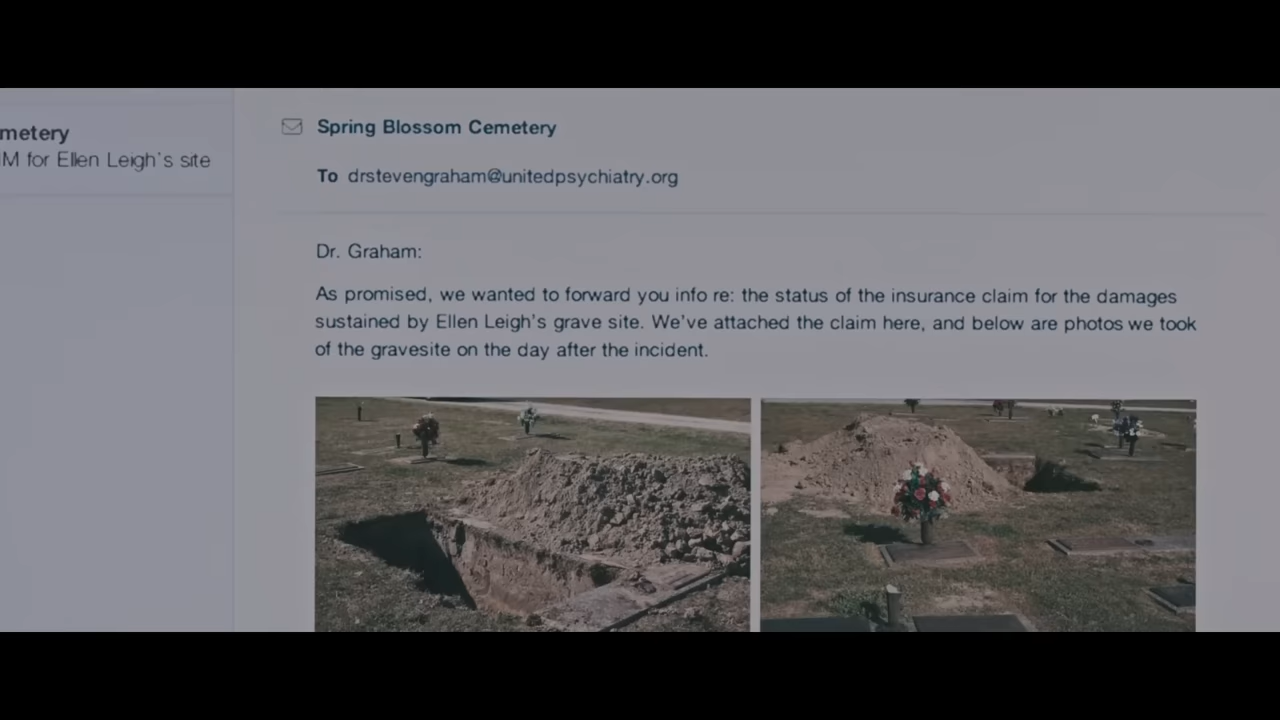 metery
IM for Ellen Leigh's site
Spring Blossom Cemetery
To drstevengraham@unitedpsychiatry.org
Dr. Graham:
As promised, we wanted to forward you info re: the status of the insurance claim for the damages
sustained by Ellen Leigh's grave site. We've attached the claim here, and below are photos we took
of the gravesite on the day after the incident.